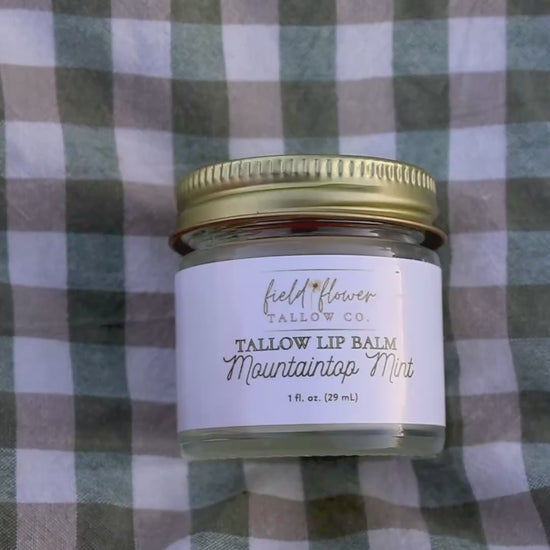 field flower
TALLOW CO.
TALLOW LIP BALM
Mountaintop Mint
1 fl. oz. (29 mL)